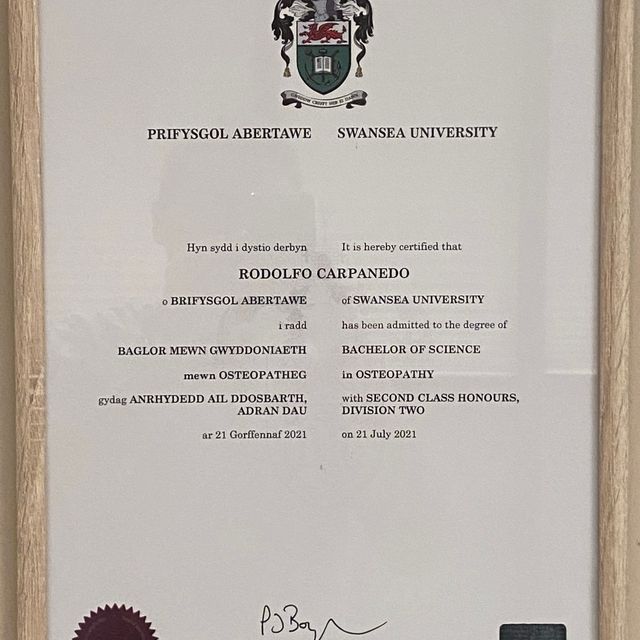 PRIFYSGOL ABERTAWE SWANSEA UNIVERSITY
Hyn sydd i dystio derbyn It is hereby certified that
RODOLFO CARPANEDO
o BRIFYSGOL ABERTAWE of SWANSEA UNIVERSITY
i radd has been admitted to the degree of
BAGLOR MEWN GWYDDONIAETH BACHELOR OF SCIENCE
mewn OSTEOPATHEG in OSTEOPATHY
gydag ANRHYDEDD AIL DDOSBARTH, with SECOND CLASS HONOURS,
ADRAN DAU DIVISION TWO
ar 21 Gorffennaf 2021 on 21 July 2021